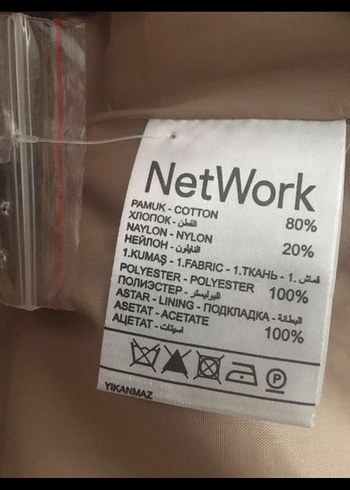 NetWork
PAMUK - COTTON 80%
ХЛОПОК - القطن
NAYLON - NYLON 20%
НЕЙЛОН - النايلون
1.KUMAŞ - 1.FABRIC - 1.ТКАНЬ - 1. قماش
POLYESTER - POLYESTER 100%
ПОЛИЭСТЕР - البوليستر
ASTAR - LINING - ПОДКЛАДКА - البطانة
ASETAT - ACETATE 100%
АЦЕТАТ - اسيتات
P
YIKANMAZ